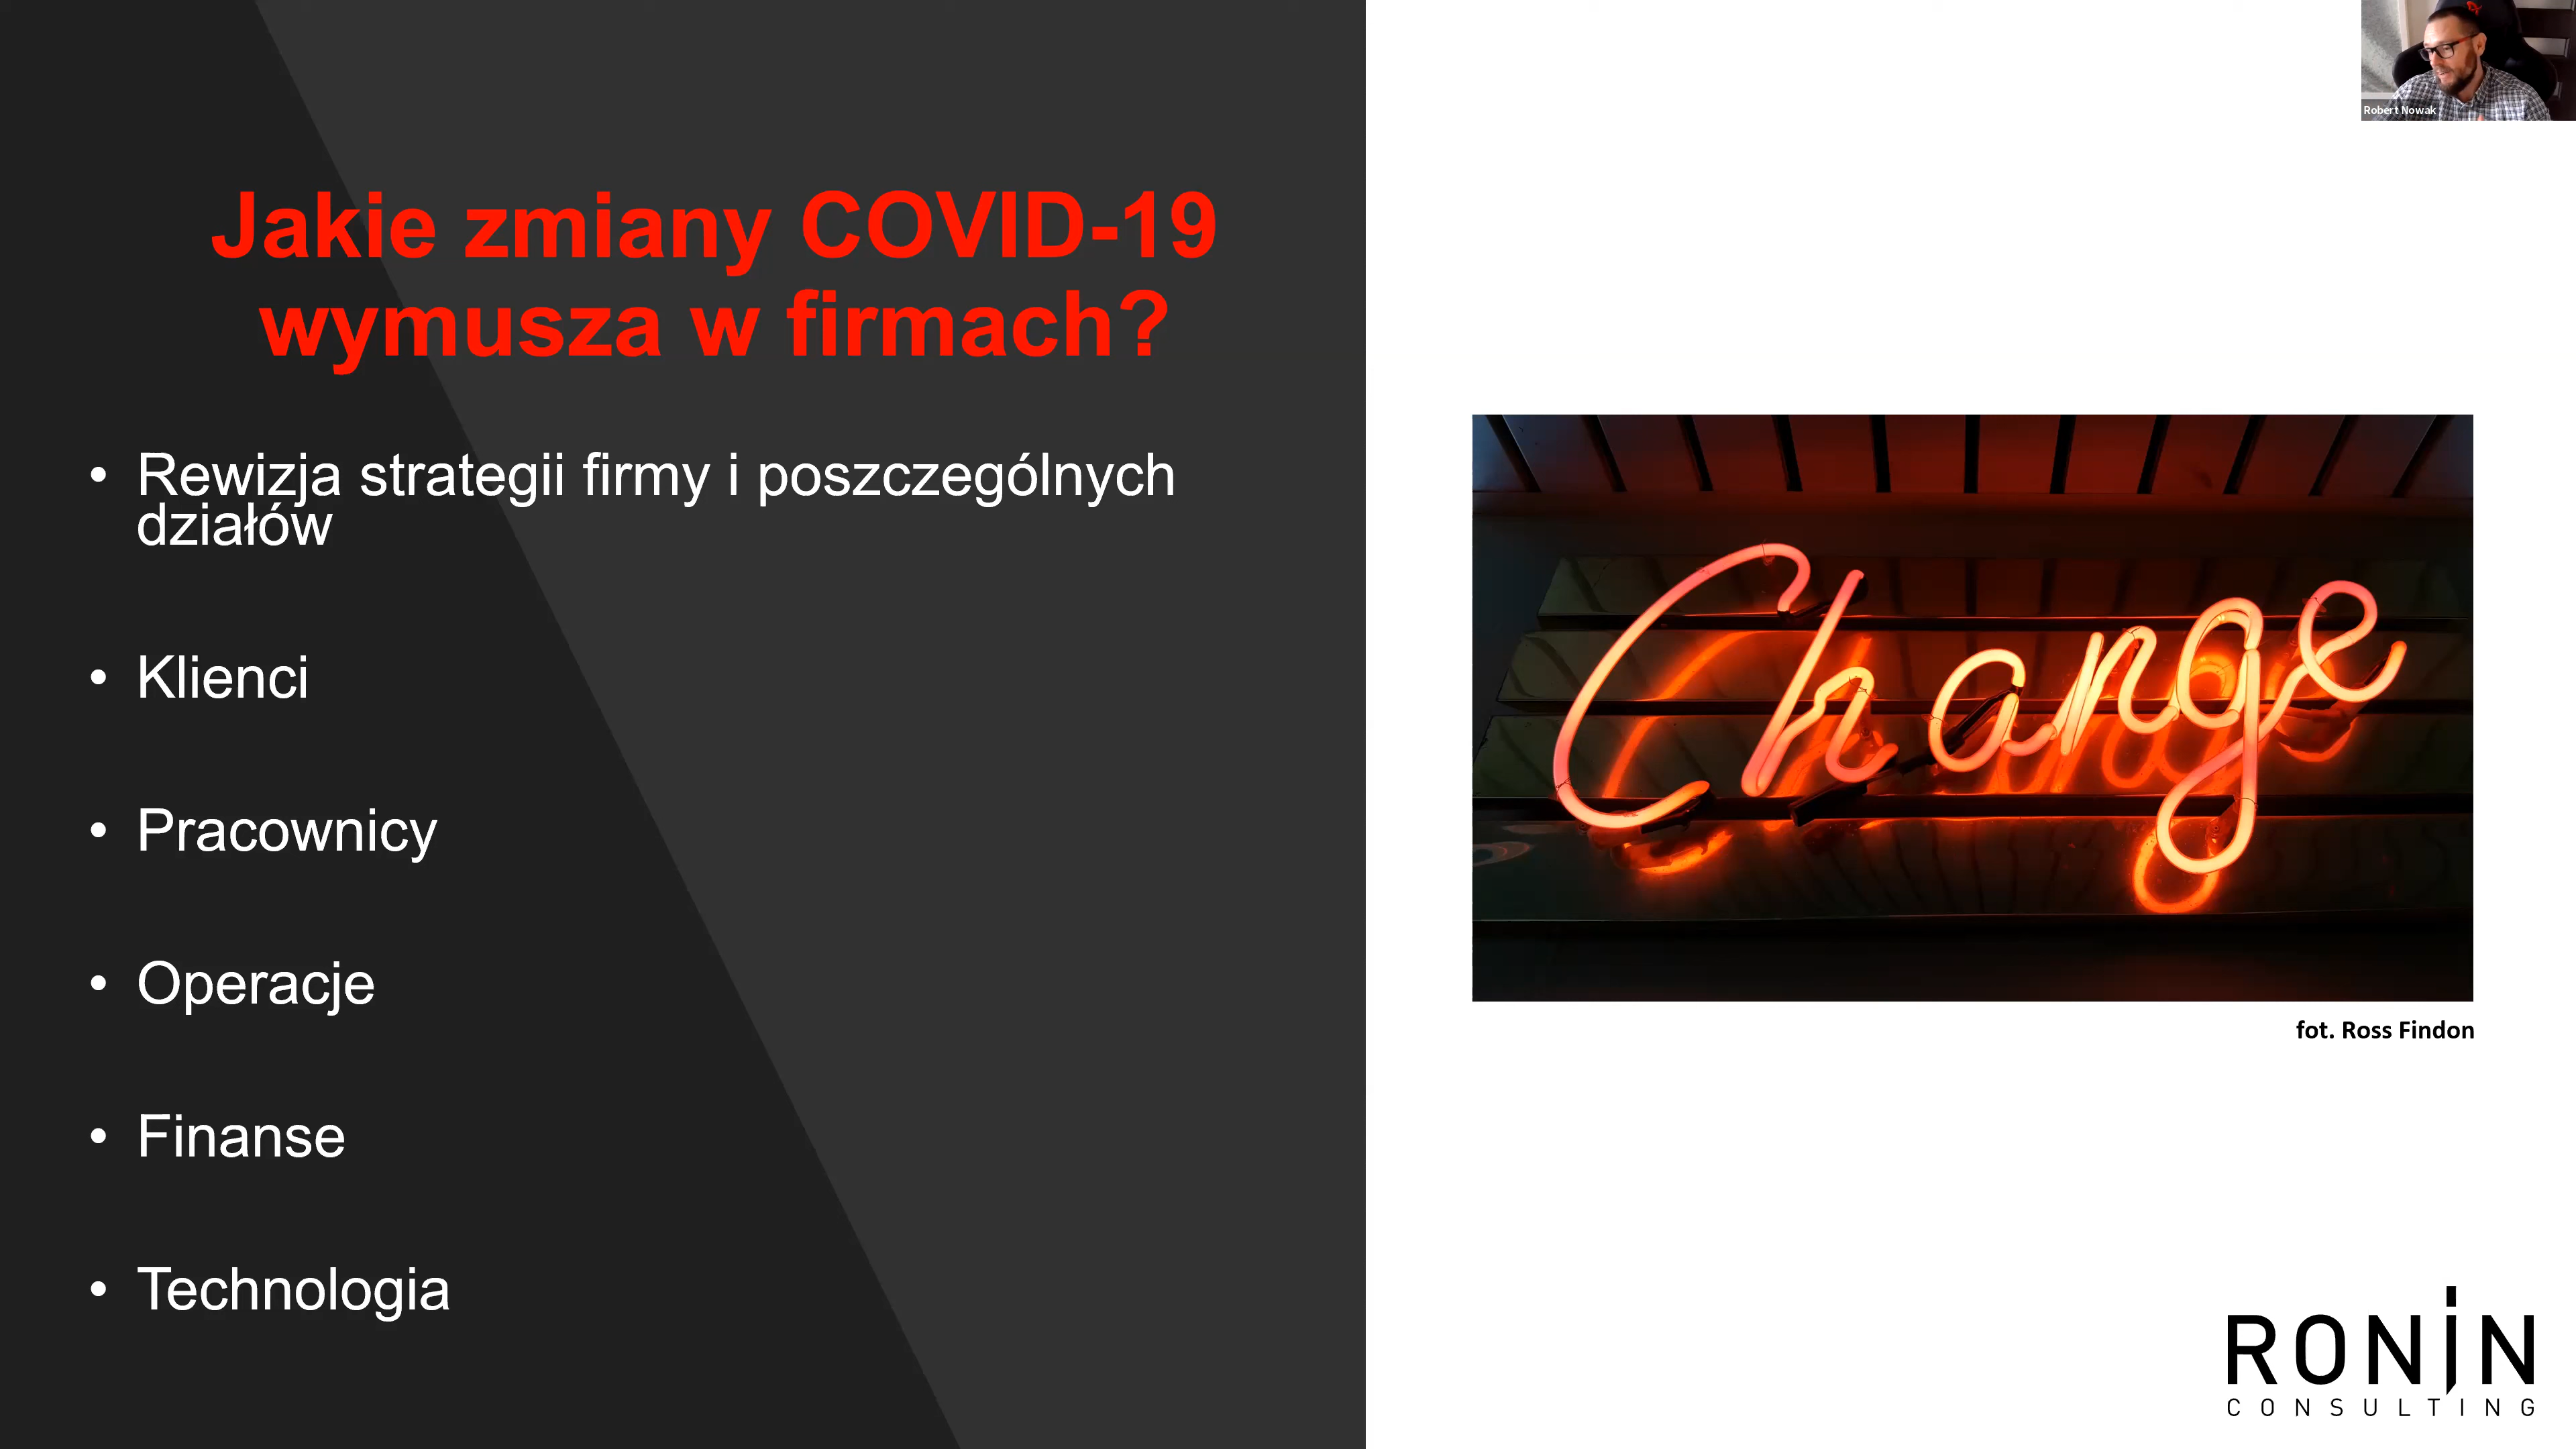 Robert Nowak
Jakie zmiany COVID-19
wymusza w firmach?
• Rewizja strategii firmy i poszczególnych
działów
• Klienci
• Pracownicy
• Operacje
• Finanse
• Technologia
Change
fot. Ross Findon
RONIN
CONSULTING